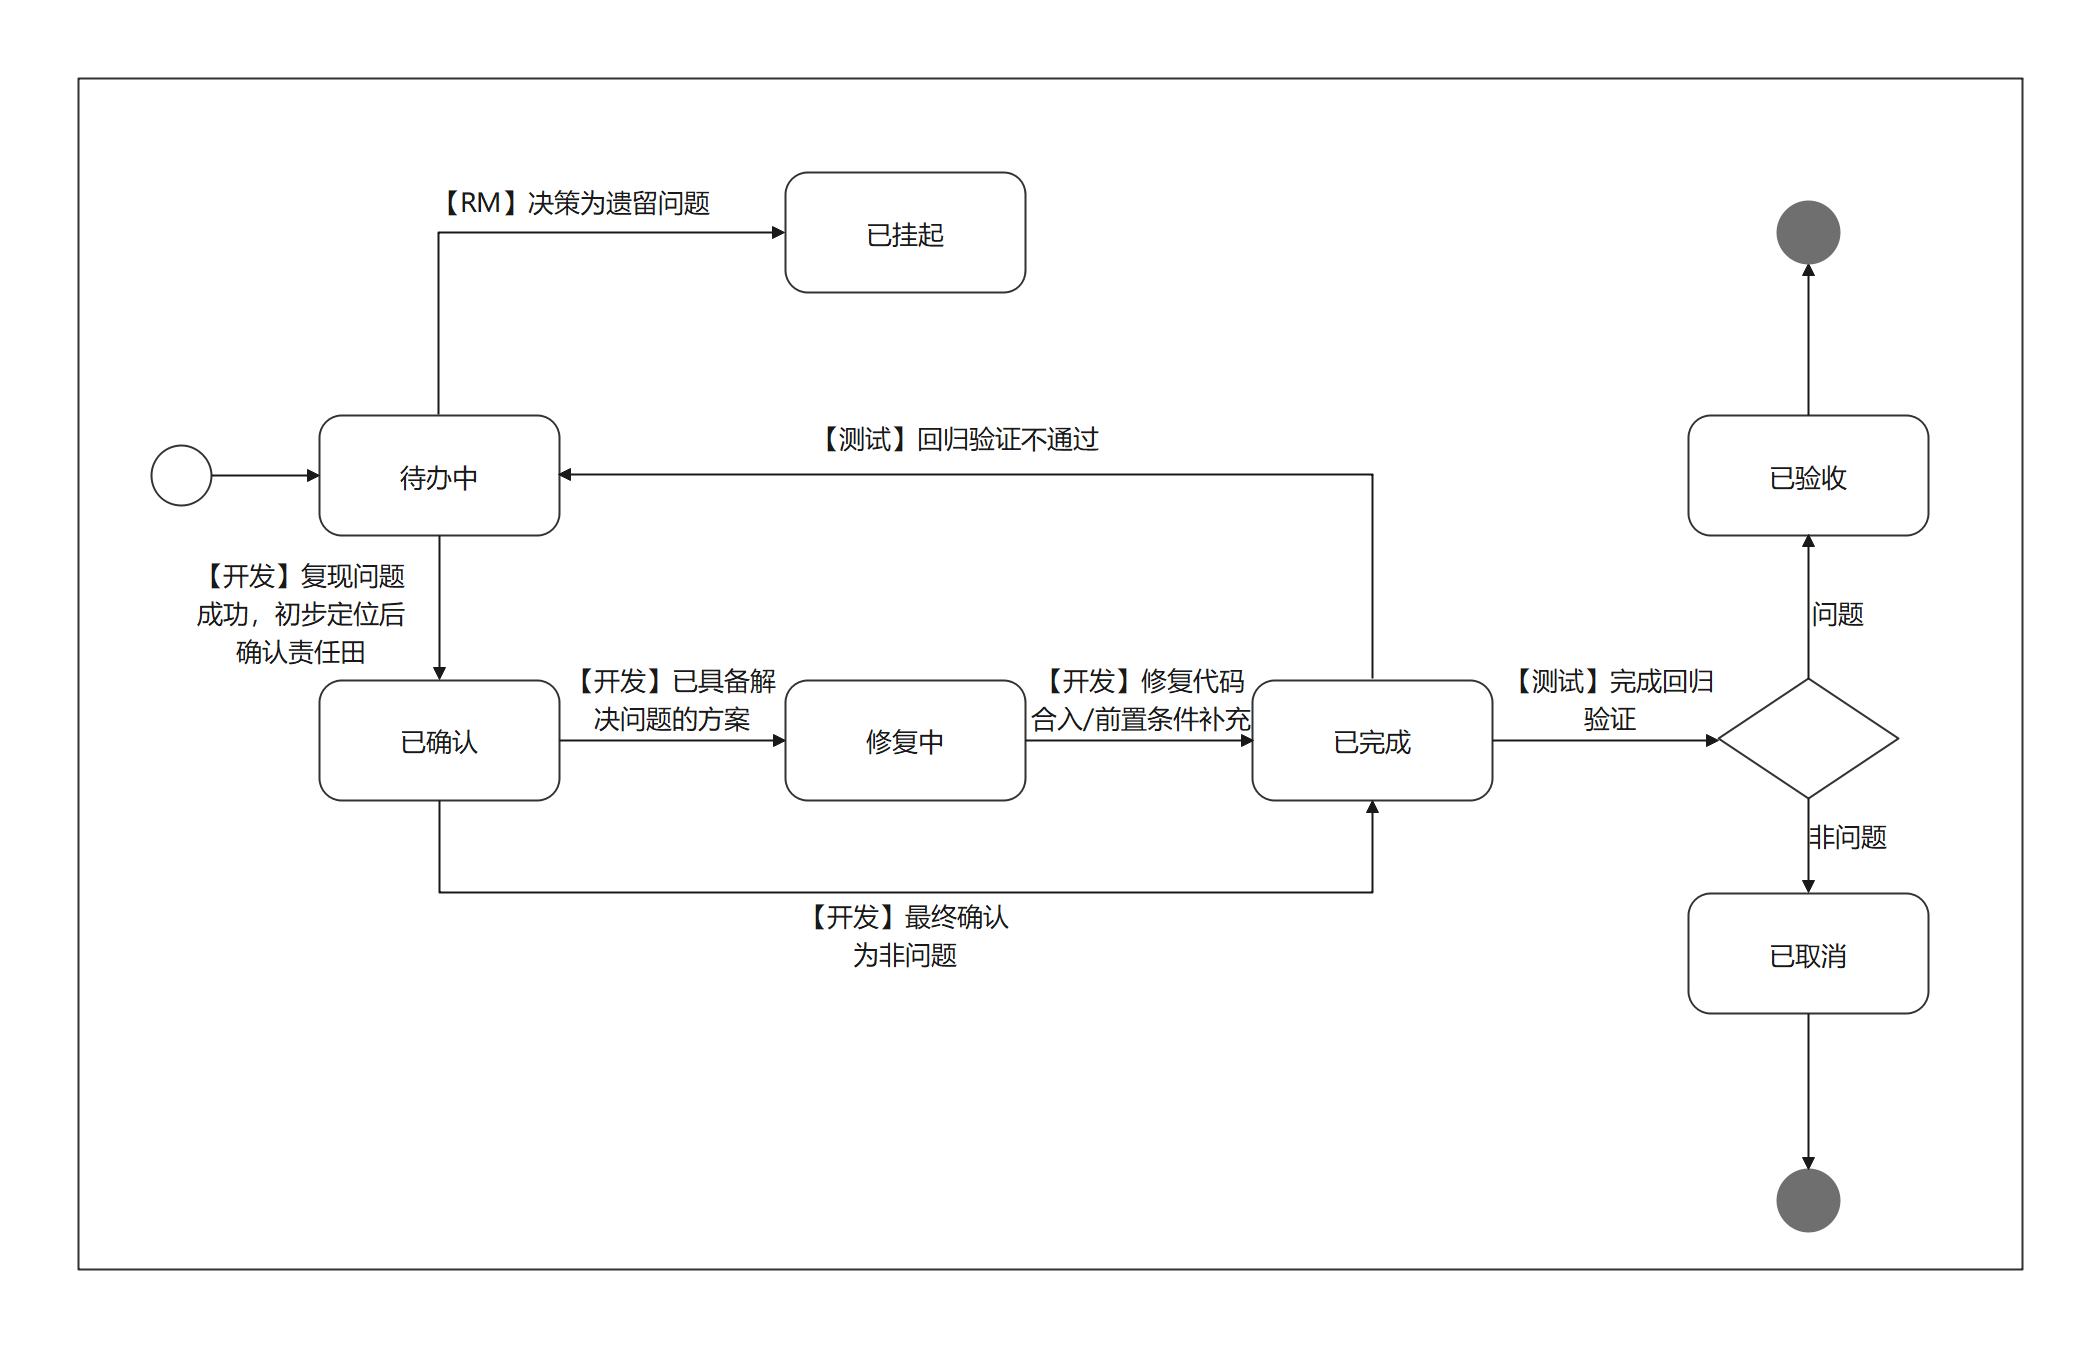 【RM】决策为遗留问题
已挂起
【测试】回归验证不通过
待办中
已验收
【开发】复现问题
成功，初步定位后
确认责任田
问题
【开发】已具备解
决问题的方案
【开发】修复代码
合入/前置条件补充
【测试】完成回归
验证
已确认
修复中
已完成
非问题
【开发】最终确认
为非问题
已取消